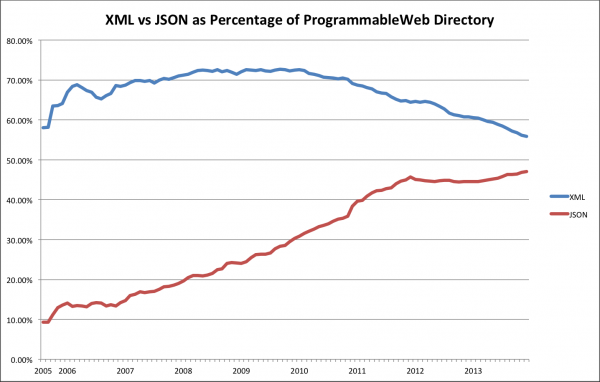 XML vs JSON as Percentage of ProgrammableWeb Directory
80.00%
70.00%
60.00%
50.00%
40.00%
30.00%
20.00%
10.00%
0.00%
2005 2006 2007 2008 2009 2010 2011 2012 2013
XML
JSON